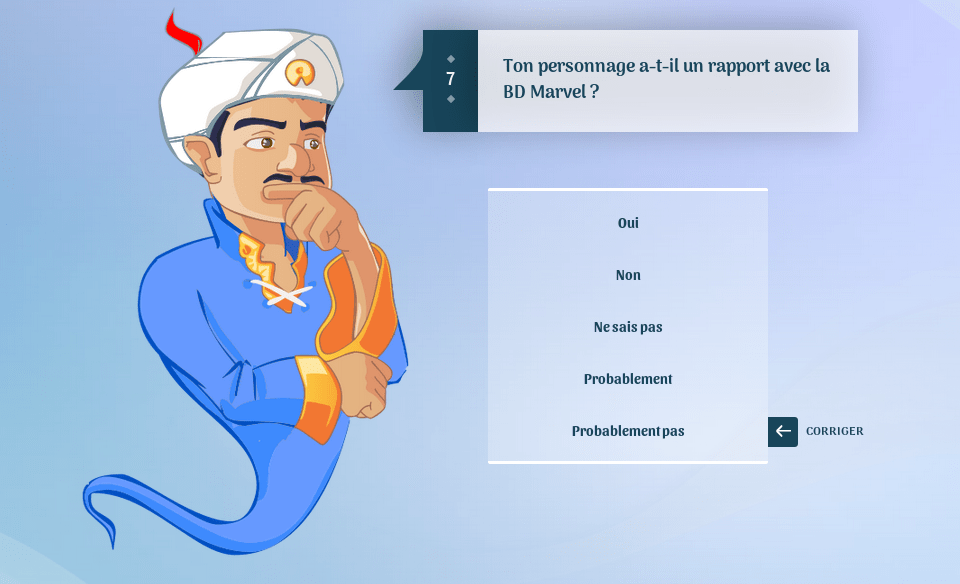 7
Ton personnage a-t-il un rapport avec la
BD Marvel ?
Oui
Non
Ne sais pas
Probablement
Probablement pas
CORRIGER